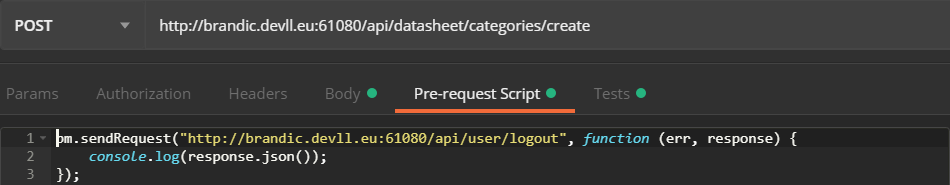 POST http://brandic.devll.eu:61080/api/datasheet/categories/create
Params Authorization Headers Body Pre-request Script Tests
1 pm.sendRequest("http://brandic.devll.eu:61080/api/user/logout", function (err, response) {
2 console.log(response.json());
3 });